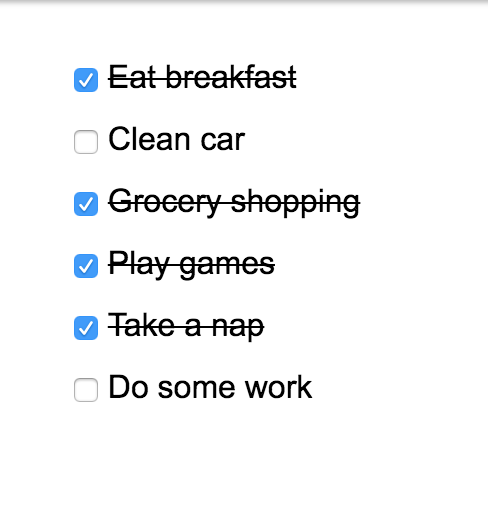 Eat breakfast
Clean car
Grocery shopping
Play games
Take a nap
Do some work